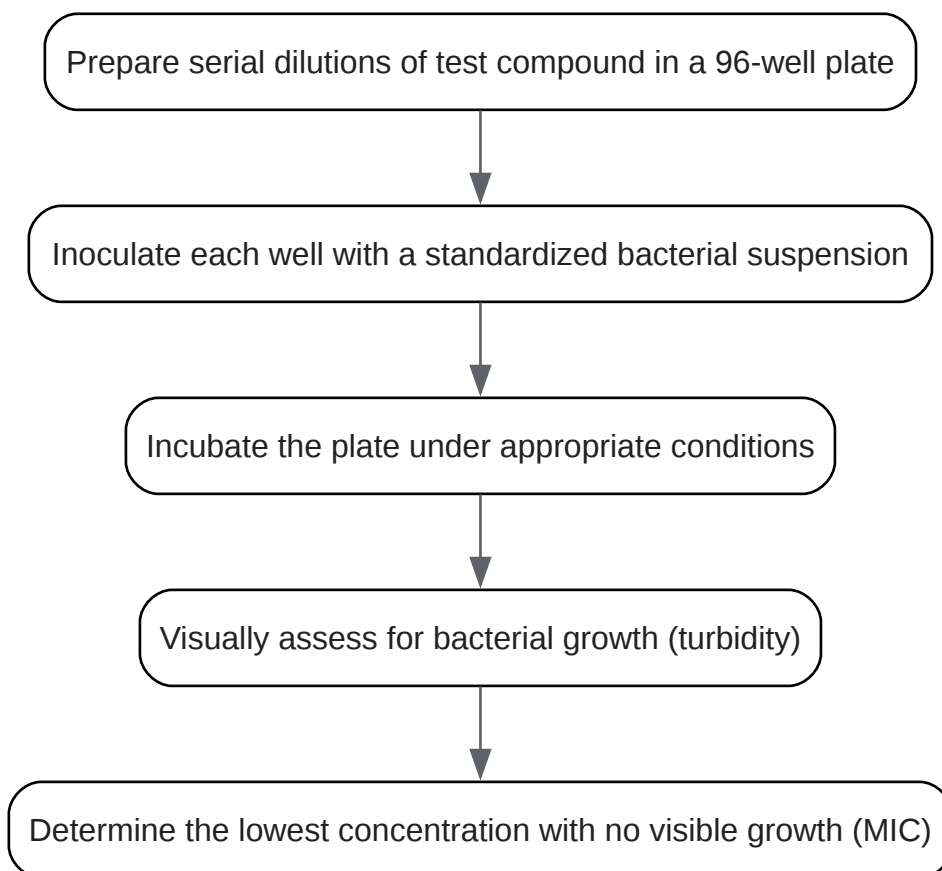 Prepare serial dilutions of test compound in a 96-well plate
Inoculate each well with a standardized bacterial suspension
Incubate the plate under appropriate conditions
Visually assess for bacterial growth (turbidity)
Determine the lowest concentration with no visible growth (MIC)